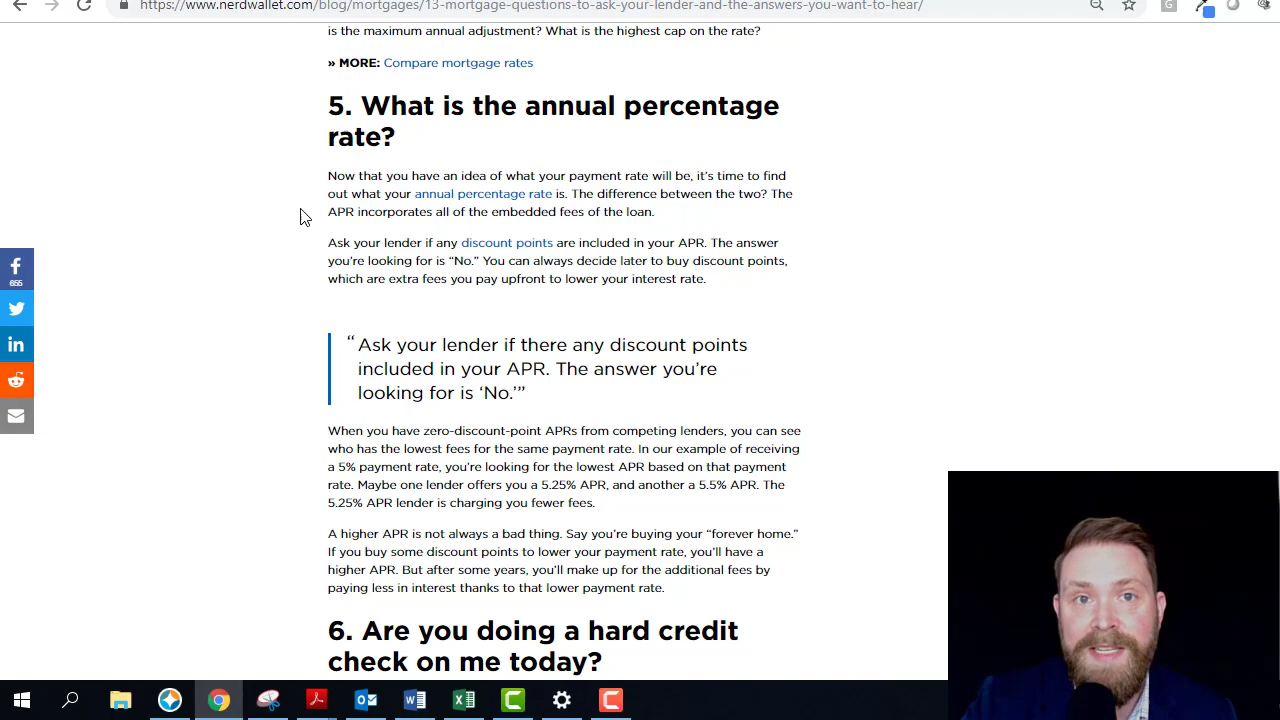 https://www.nerdwallet.com/blog/mortgages/13-mortgage-questions-to-ask-your-lender-and-the-answers-you-want-to-hear/
is the maximum annual adjustment? What is the highest cap on the rate?
» MORE: Compare mortgage rates
5. What is the annual percentage
rate?
Now that you have an idea of what your payment rate will be, it's time to find
out what your annual percentage rate is. The difference between the two? The
APR incorporates all of the embedded fees of the loan.
Ask your lender if any discount points are included in your APR. The answer
you're looking for is “No.” You can always decide later to buy discount points,
which are extra fees you pay upfront to lower your interest rate.
655
“ Ask your lender if there any discount points
included in your APR. The answer you're
looking for is ‘No.’”
When you have zero-discount-point APRs from competing lenders, you can see
who has the lowest fees for the same payment rate. In our example of receiving
a 5% payment rate, you're looking for the lowest APR based on that payment
rate. Maybe one lender offers you a 5.25% APR, and another a 5.5% APR. The
5.25% APR lender is charging you fewer fees.
A higher APR is not always a bad thing. Say you're buying your “forever home.”
If you buy some discount points to lower your payment rate, you'll have a
higher APR. But after some years, you'll make up for the additional fees by
paying less in interest thanks to that lower payment rate.
6. Are you doing a hard credit
check on me today?